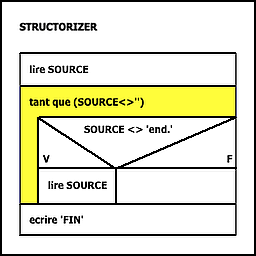 STRUCTORIZER
lire SOURCE
tant que (SOURCE<>'')
SOURCE <> 'end.'
V F
lire SOURCE
ecrire 'FIN'